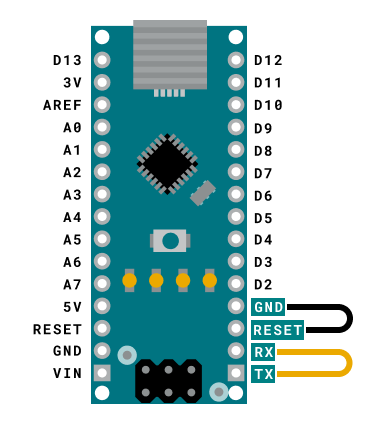 D13
3V
AREF
A0
A1
A2
A3
A4
A5
A6
A7
5V
RESET
GND
VIN
D12
D11
D10
D9
D8
D7
D6
D5
D4
D3
D2
GND
RESET
RX
TX